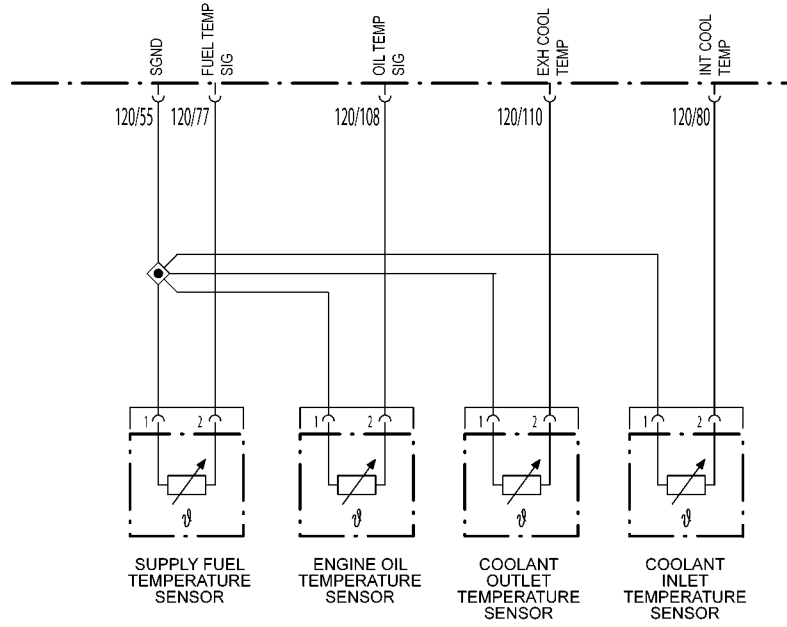 SGND
FUEL TEMP
SIG
OIL TEMP
SIG
EXH COOL
TEMP
INT COOL
TEMP
120/55
120/77
120/108
120/110
120/80
1
2
1
2
1
2
1
2
ϑ
ϑ
ϑ
ϑ
SUPPLY FUEL
TEMPERATURE
SENSOR
ENGINE OIL
TEMPERATURE
SENSOR
COOLANT
OUTLET
TEMPERATURE
SENSOR
COOLANT
INLET
TEMPERATURE
SENSOR